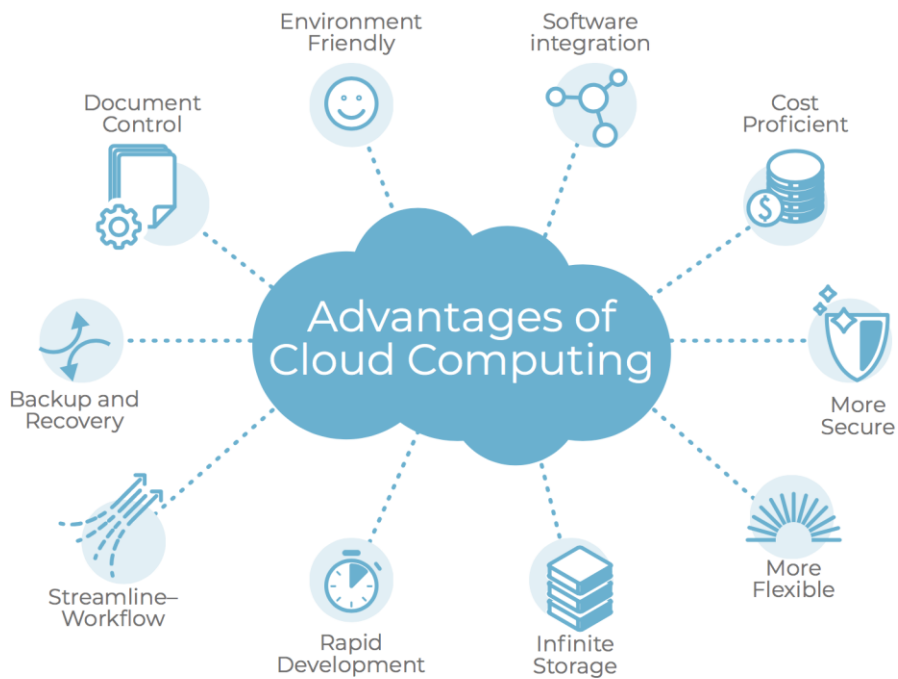 Environment
Friendly
Software
integration
Document
Control
Cost
Proficient
$
Advantages of
Cloud Computing
Backup and
Recovery
More
Secure
Streamline–
Workflow
More
Flexible
Rapid
Development
Infinite
Storage